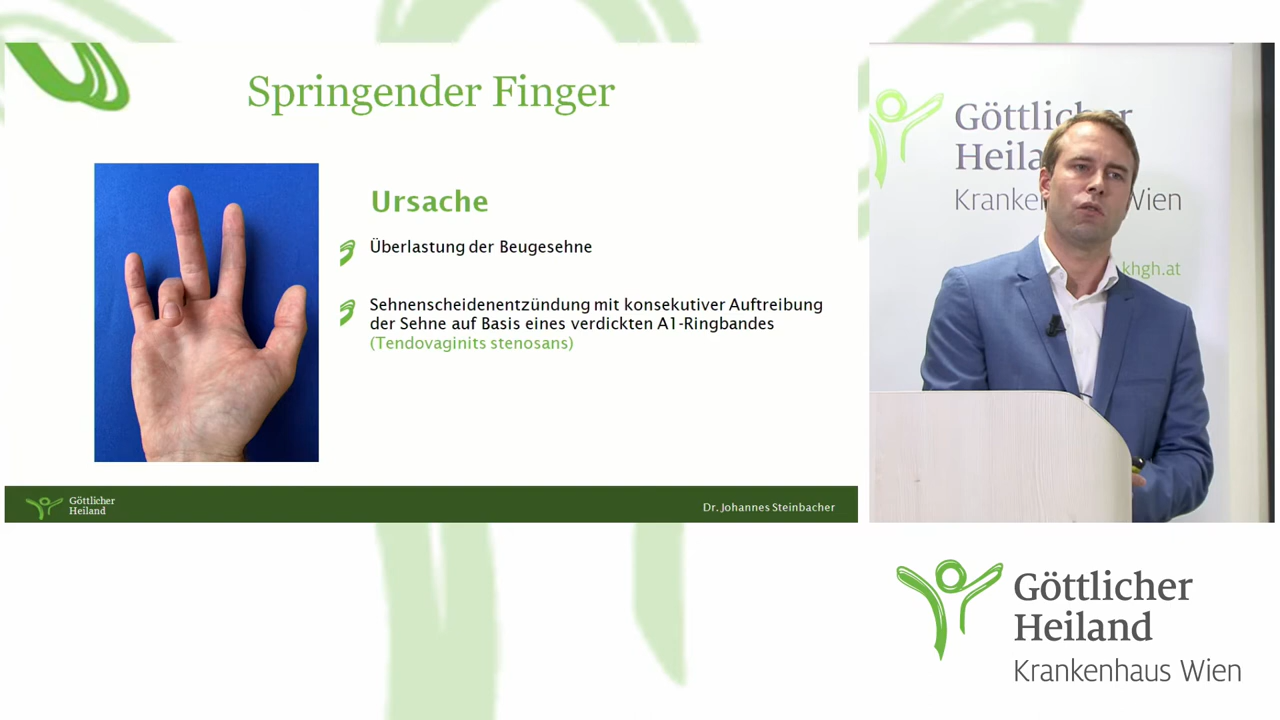 Springender Finger
Ursache
Überlastung der Beugesehne
Sehnenscheidenentzündung mit konsekutiver Auftreibung
der Sehne auf Basis eines verdickten A1-Ringbandes
(Tendovaginits stenosans)
Göttlicher
Heiland
Dr. Johannes Steinbacher
Göttlicher
Heila
Kranke Wien
khgh.at
Göttlicher
Heiland
Krankenhaus Wien